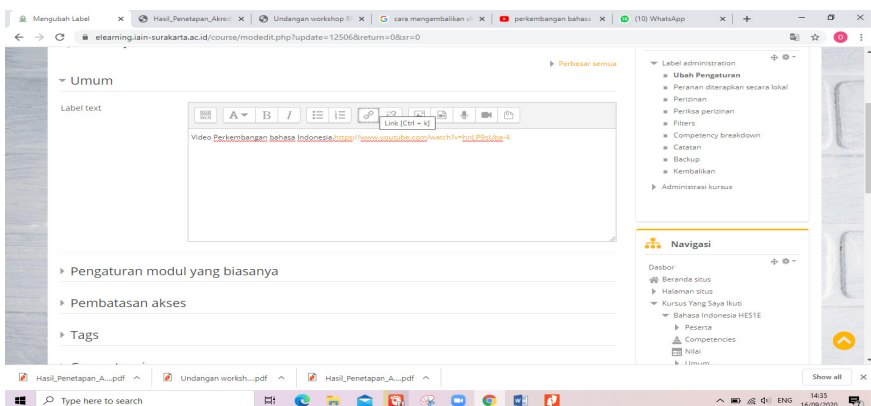 Mengubah Label
Hasil_Penetapan_Akredi
Undangan workshop fi
cara mengembalikan
perkembangan bahasa
(10) WhatsApp
elearning.iain-surakarta.ac.id/course/modedit.php?update=12506&return=0&sr=0
Perbesar semua
Umum
Label text
Link [Ctrl + k]
Video Perkembangan bahasa Indonesia.https://www.youtube.com/watch?v=
Pengaturan modul yang biasanya
Pembatasan akses
Tags
Label administration
Ubah Pengaturan
Peranan diterapkan secara lokal
Perizinan
Periksa perizinan
Filters
Competency breakdown
Catatan
Backup
Kembalikan
Administrasi kursus
Navigasi
Dasbor
Beranda situs
Halaman situs
Kursus Yang Saya Ikuti
Bahasa Indonesia HES1E
Peserta
Competencies
Nilai
Umum
Hasil_Penetapan_A....pdf
Undangan worksh....pdf
Hasil_Penetapan_A....pdf
Show all
Type here to search
ENG
14:35
16/09/2020